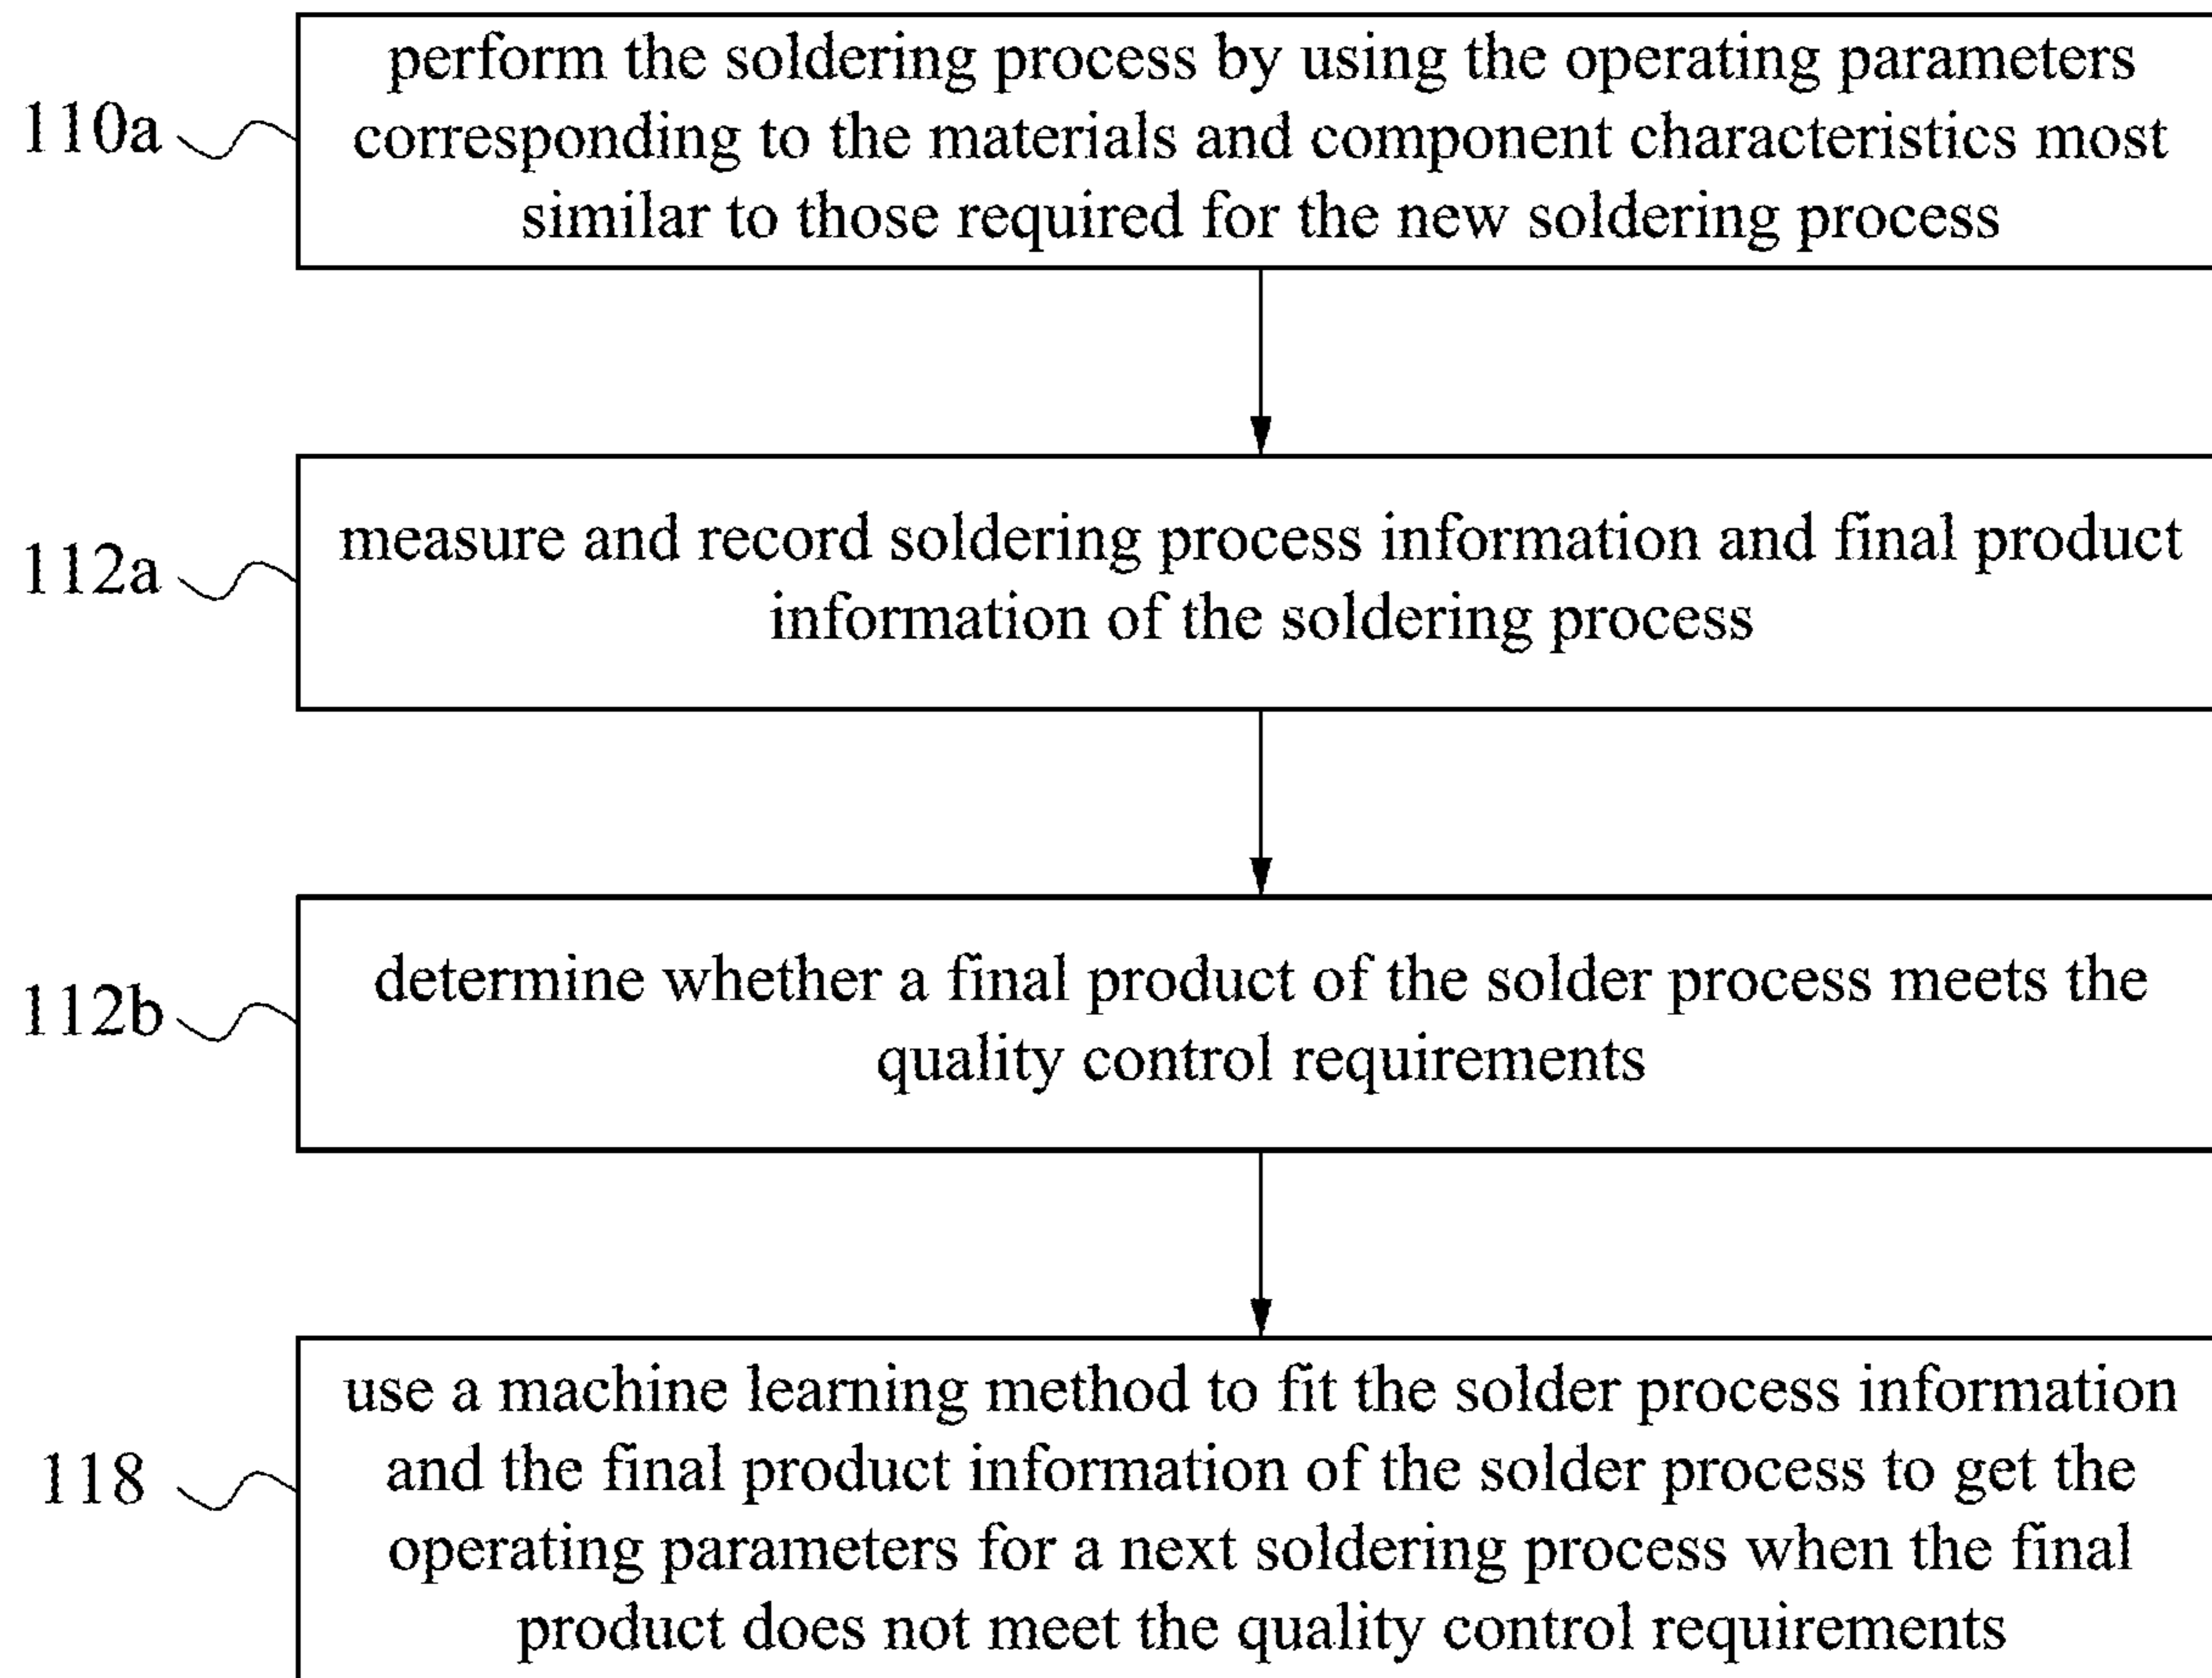 110a
perform the soldering process by using the operating parameters
corresponding to the materials and component characteristics most
similar to those required for the new soldering process
112a
measure and record soldering process information and final product
information of the soldering process
112b
determine whether a final product of the solder process meets the
quality control requirements
118
use a machine learning method to fit the solder process information
and the final product information of the solder process to get the
operating parameters for a next soldering process when the final
product does not meet the quality control requirements